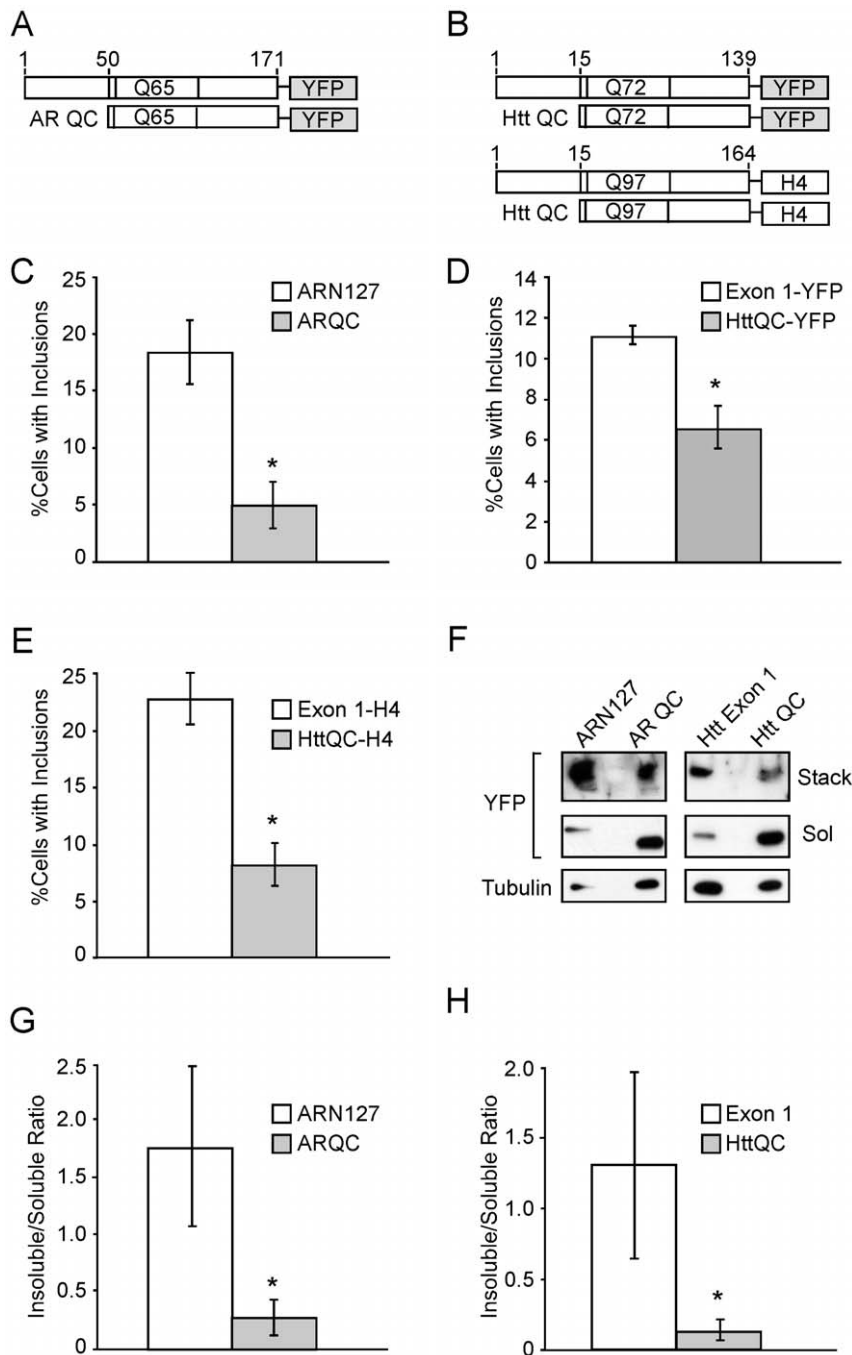 A
1 50 171
Q65 YFP
AR QC Q65 YFP
B
1 15 139
Q72 YFP
Htt QC Q72 YFP
1 15 164
Q97 H4
Htt QC Q97 H4
C
%Cells with Inclusions
25
20
15
10
5
0
ARN127
ARQC
*
D
%Cells with Inclusions
14
12
10
8
6
4
2
0
Exon 1-YFP
HttQC-YFP
*
E
%Cells with Inclusions
25
20
15
10
5
0
Exon 1-H4
HttQC-H4
*
F
ARN127 AR QC Htt Exon 1 Htt QC
YFP
Stack
Sol
Tubulin
G
Insoluble/Soluble Ratio
2.5
2.0
1.5
1.0
0.5
0
ARN127
ARQC
*
H
Insoluble/Soluble Ratio
2.0
1.5
1.0
0.5
0
Exon 1
HttQC
*